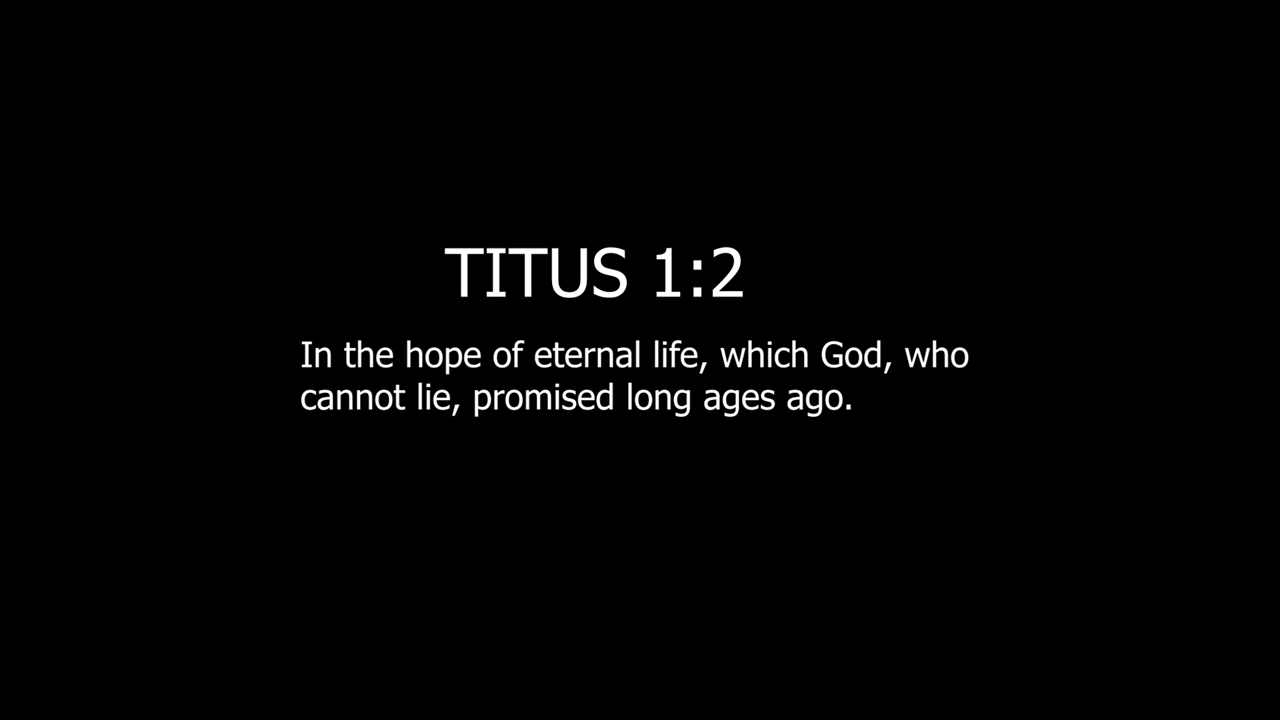 TITUS 1:2
In the hope of eternal life, which God, who
cannot lie, promised long ages ago.